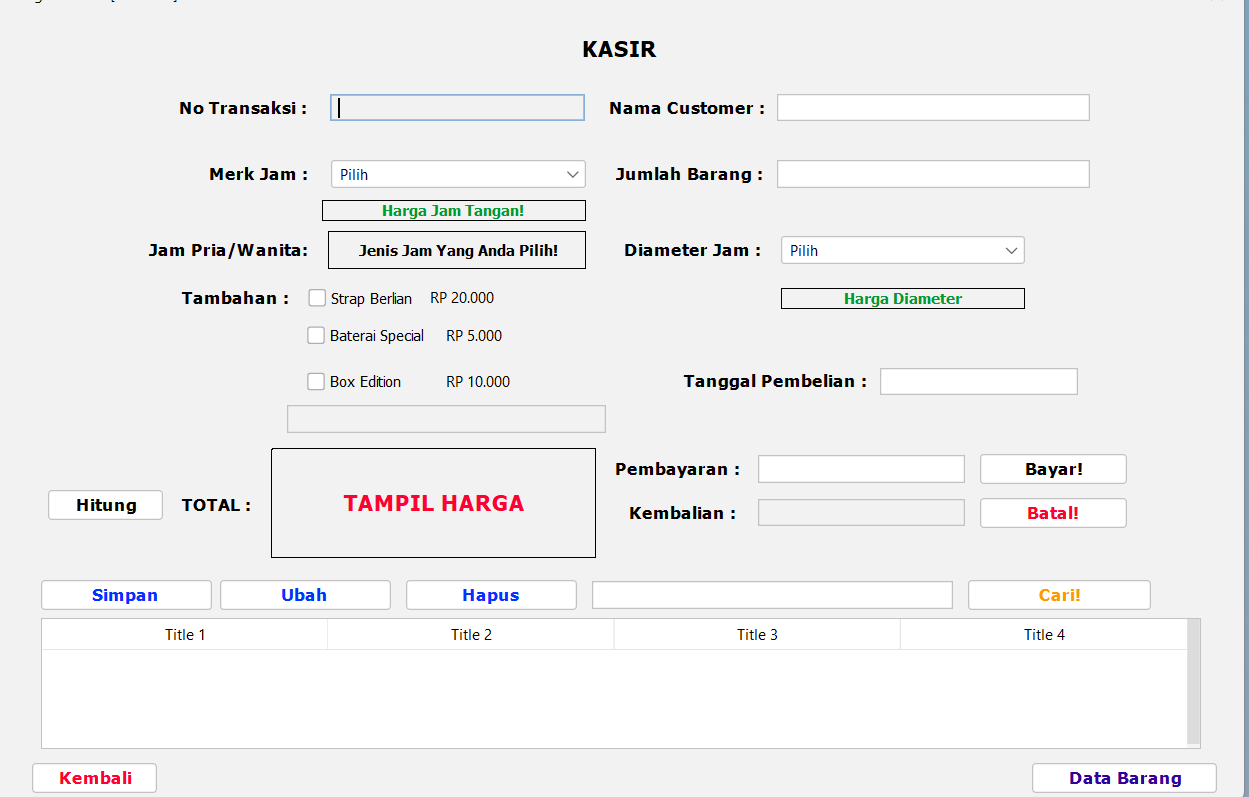 KASIR
No Transaksi : Nama Customer :
Merk Jam : Pilih Jumlah Barang :
Harga Jam Tangan!
Jam Pria/Wanita: Jenis Jam Yang Anda Pilih! Diameter Jam : Pilih
Tambahan : Strap Berlian RP 20.000 Harga Diameter
Baterai Special RP 5.000
Box Edition RP 10.000 Tanggal Pembelian :
Pembayaran : Bayar!
Hitung TOTAL : TAMPIL HARGA
Kembalian : Batal!
Simpan Ubah Hapus Cari!
Title 1 Title 2 Title 3 Title 4
Kembali Data Barang